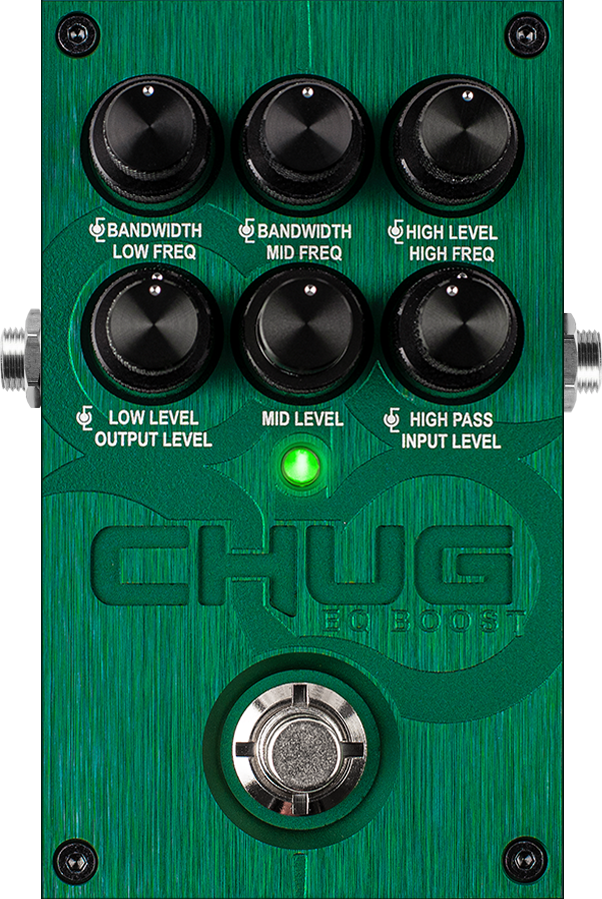 BANDWIDTH
LOW FREQ
BANDWIDTH
MID FREQ
HIGH LEVEL
HIGH FREQ
LOW LEVEL
OUTPUT LEVEL
MID LEVEL
HIGH PASS
INPUT LEVEL
CHUG
EQ BOOST